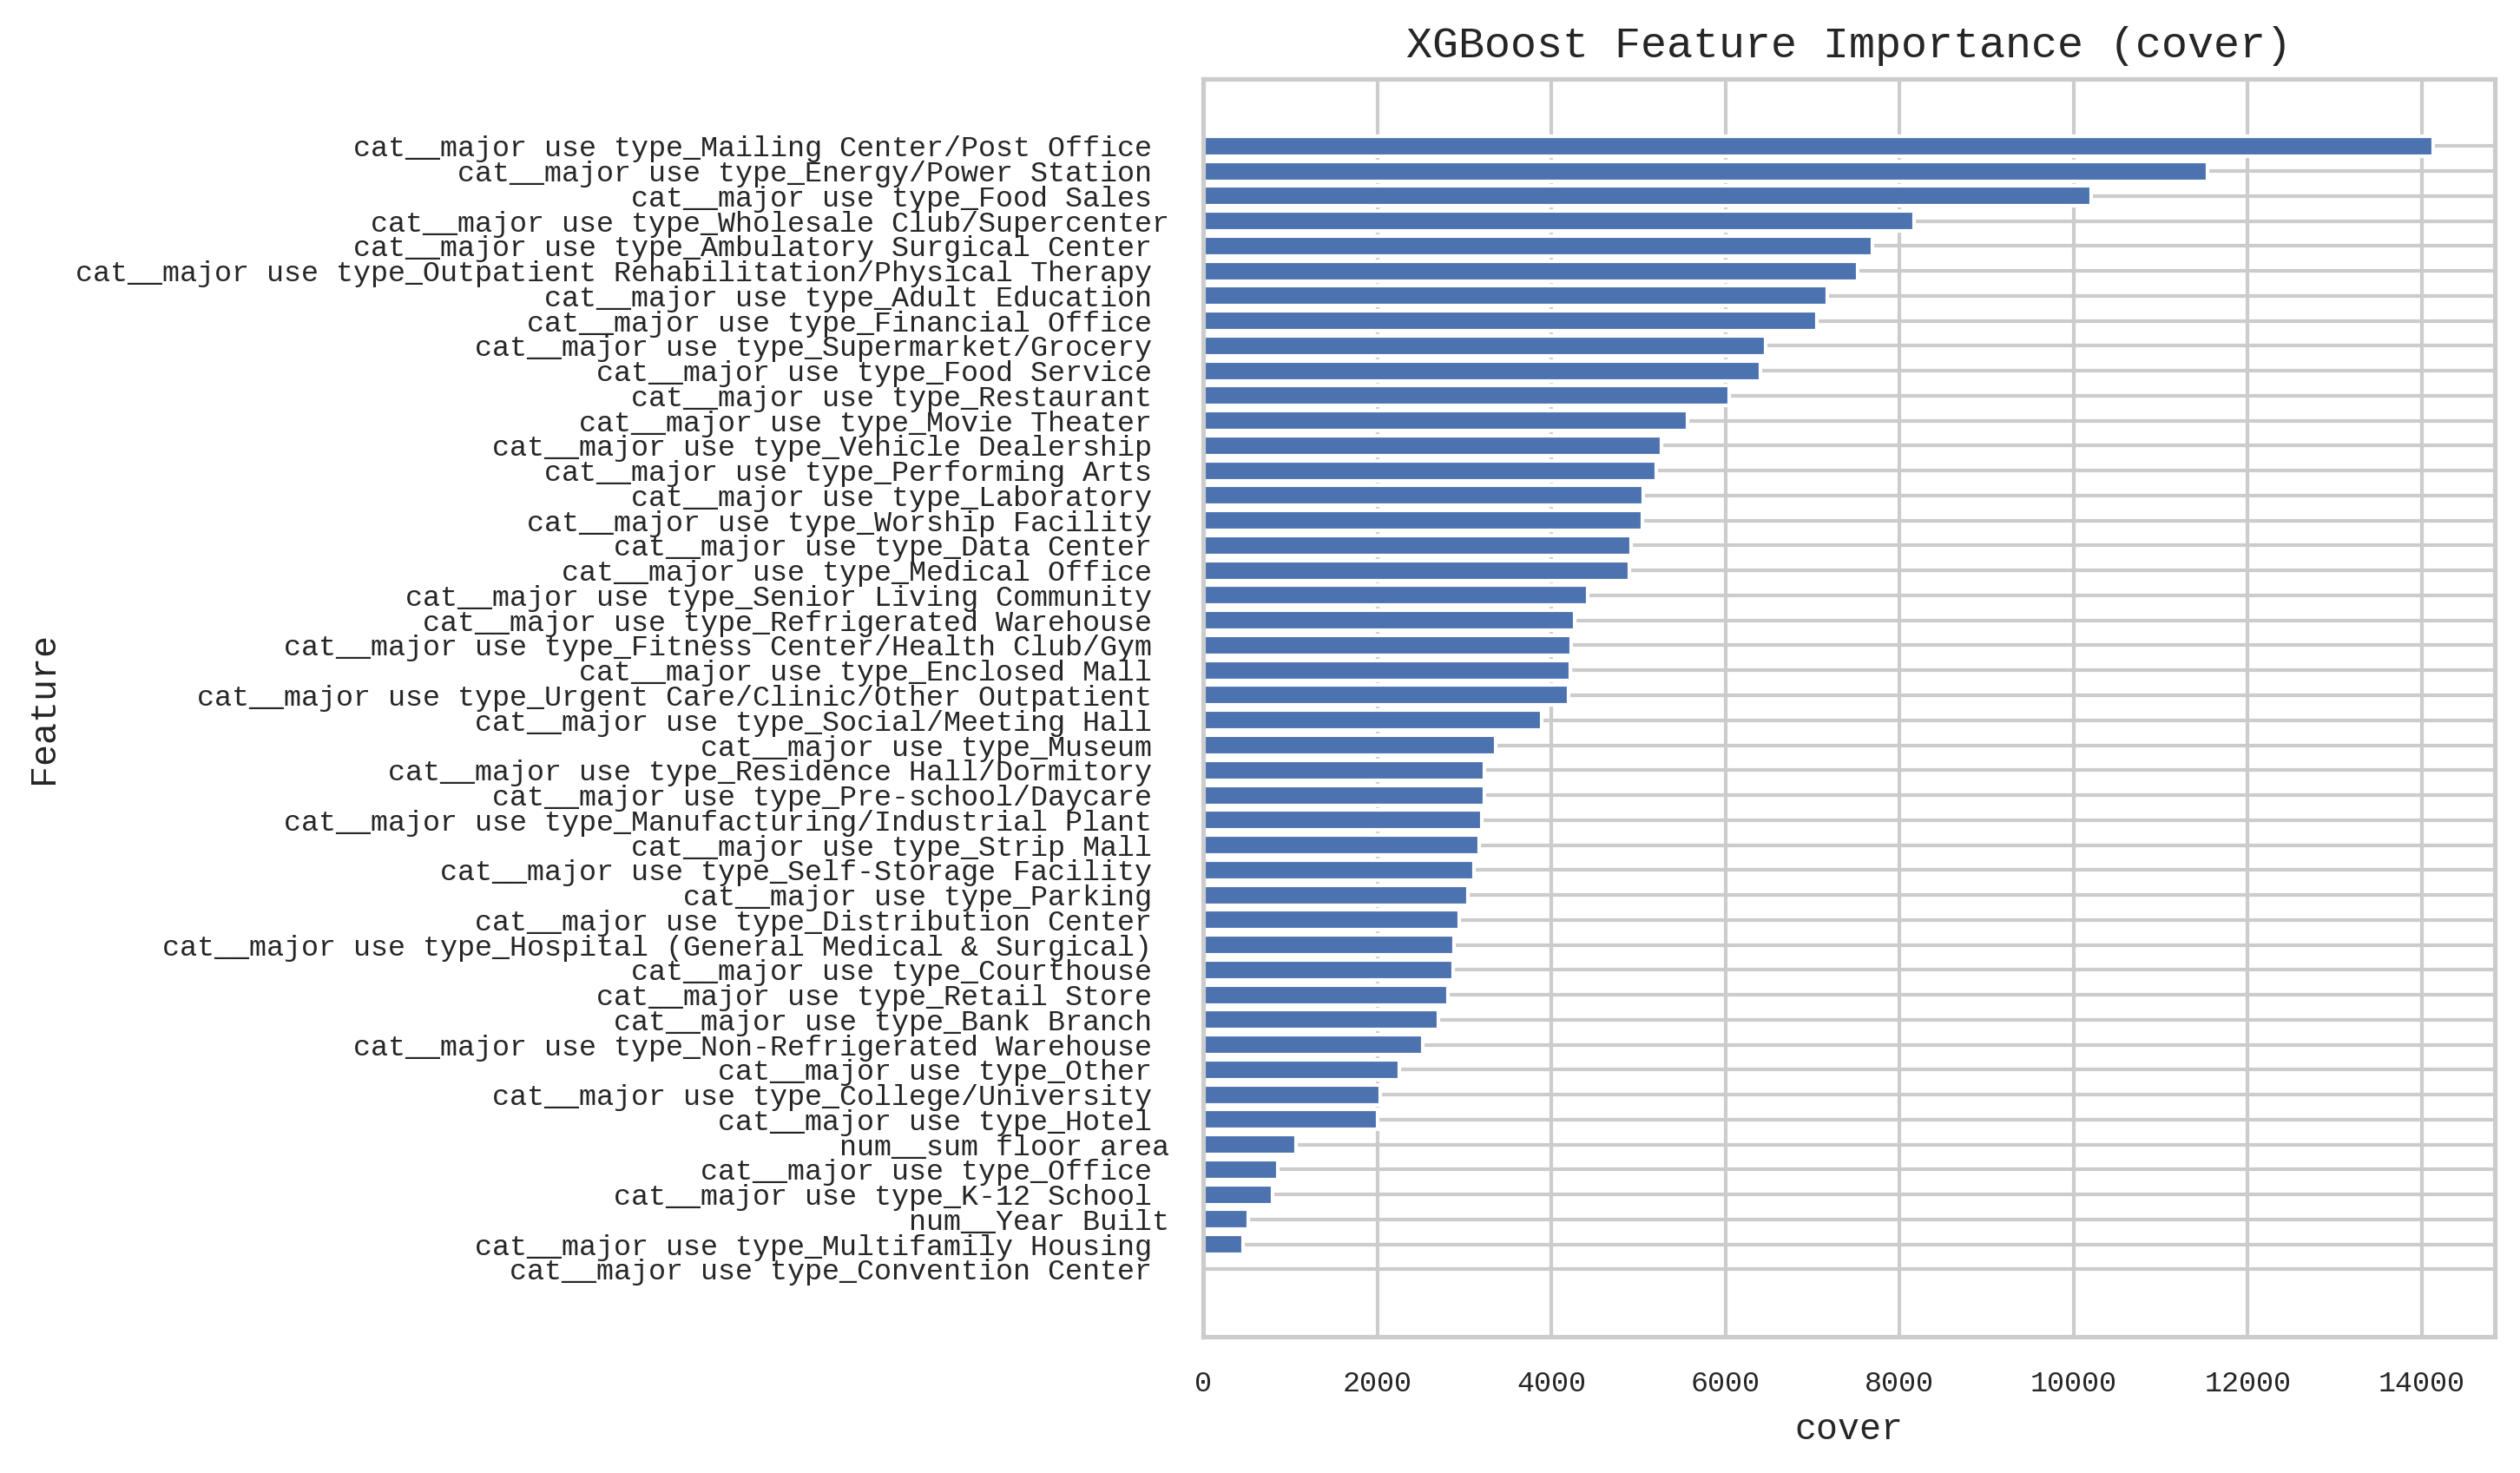 XGBoost Feature Importance (cover)
cat__major use type_Mailing Center/Post Office
cat__major use type_Energy/Power Station
cat__major use type_Food Sales
cat__major use type_Wholesale Club/Supercenter
cat__major use type_Ambulatory Surgical Center
cat__major use type_Outpatient Rehabilitation/Physical Therapy
cat__major use type_Adult Education
cat__major use type_Financial Office
cat__major use type_Supermarket/Grocery
cat__major use type_Food Service
cat__major use type_Restaurant
cat__major use type_Movie Theater
cat__major use type_Vehicle Dealership
cat__major use type_Performing Arts
cat__major use type_Laboratory
cat__major use type_Worship Facility
cat__major use type_Data Center
cat__major use type_Medical Office
cat__major use type_Senior Living Community
cat__major use type_Refrigerated Warehouse
cat__major use type_Fitness Center/Health Club/Gym
cat__major use type_Enclosed Mall
cat__major use type_Urgent Care/Clinic/Other Outpatient
cat__major use type_Social/Meeting Hall
cat__major use type_Museum
cat__major use type_Residence Hall/Dormitory
cat__major use type_Pre-school/Daycare
cat__major use type_Manufacturing/Industrial Plant
cat__major use type_Strip Mall
cat__major use type_Self-Storage Facility
cat__major use type_Parking
cat__major use type_Distribution Center
cat__major use type_Hospital (General Medical & Surgical)
cat__major use type_Courthouse
cat__major use type_Retail Store
cat__major use type_Bank Branch
cat__major use type_Non-Refrigerated Warehouse
cat__major use type_Other
cat__major use type_College/University
cat__major use type_Hotel
num__sum floor area
cat__major use type_Office
cat__major use type_K-12 School
num__Year Built
cat__major use type_Multifamily Housing
cat__major use type_Convention Center
Feature
0 2000 4000 6000 8000 10000 12000 14000
cover